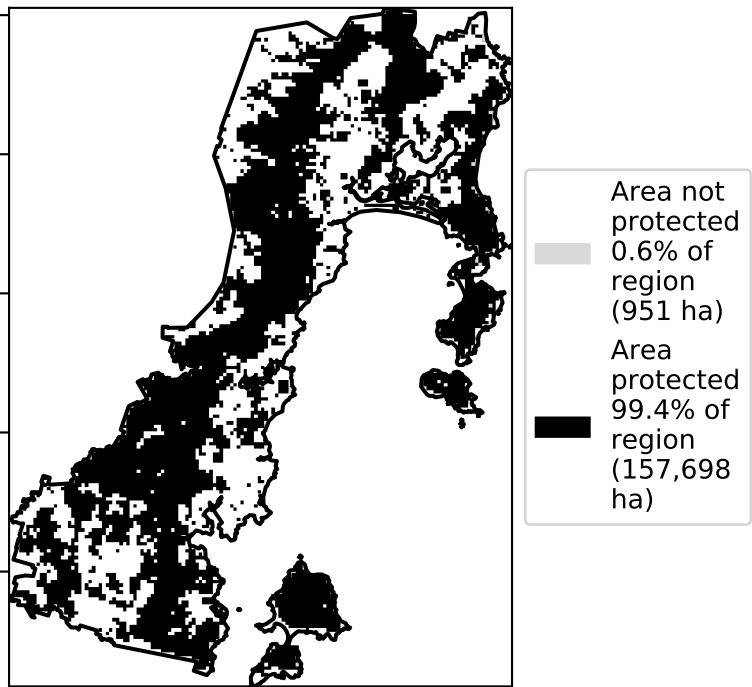 Area not
protected
0.6% of
region
(951 ha)
Area
protected
99.4% of
region
(157,698
ha)